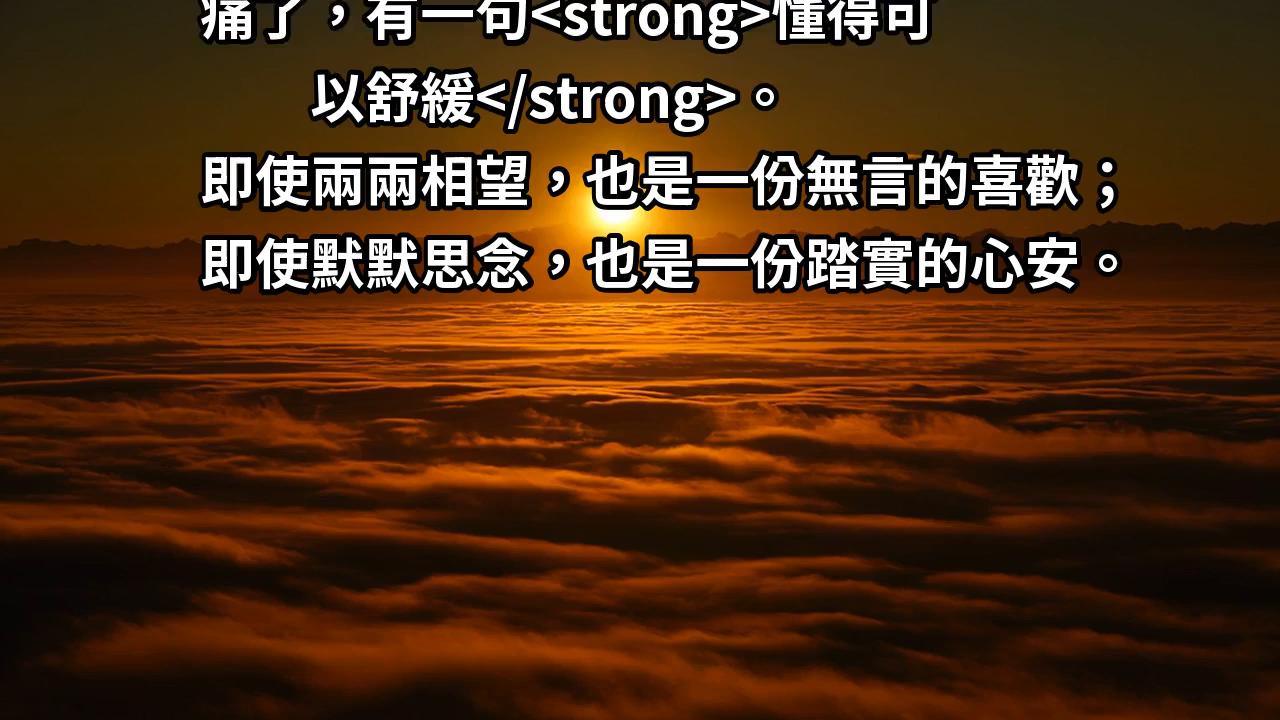 痛了，有一句<strong>懂得可
以舒緩</strong>。
即使兩兩相望，也是一份無言的喜歡；
即使默默思念，也是一份踏實的心安。